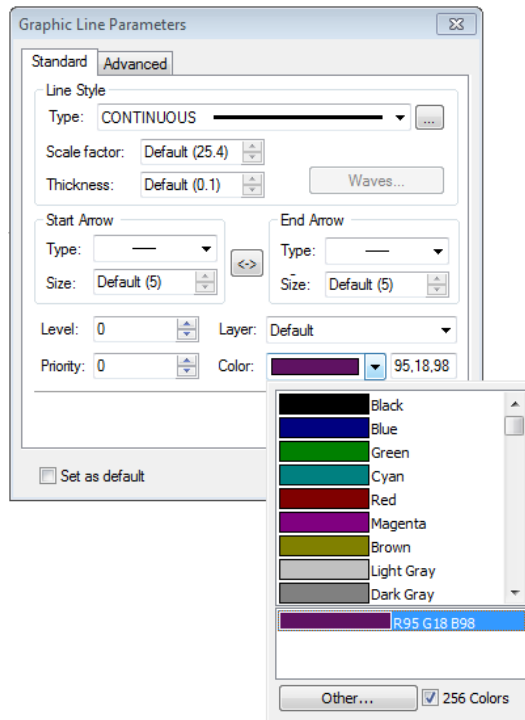 Graphic Line Parameters
Standard Advanced
Line Style
Type: CONTINUOUS ...
Scale factor: Default (25.4)
Thickness: Default (0.1) Waves...
Start Arrow End Arrow
Type: <-> Type:
Size: Default (5) Size: Default (5)
Level: 0 Layer: Default
Priority: 0 Color: 95,18,98
Black
Blue
Green
Cyan
Red
Magenta
Brown
Light Gray
Dark Gray
R95 G18 B98
Set as default
Other... 256 Colors